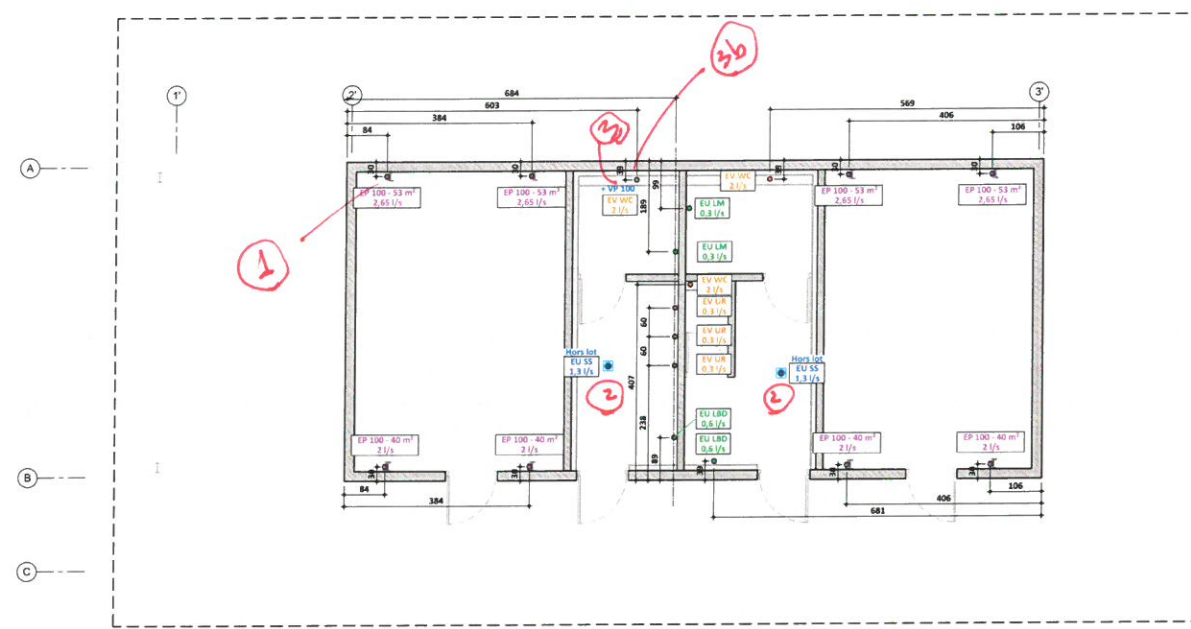 3b
684
603
569
1'
2'
3'
384
406
84
3a
106
A
30
30
39
99
39
30
30
EP 100 - 53 m²
2,65 l/s
EP 100 - 53 m²
2,65 l/s
+ VP 100
EV WC
2 l/s
EV WC
2 l/s
EP 100 - 53 m²
2,65 l/s
EP 100 - 53 m²
2,65 l/s
189
EU LM
0,3 l/s
1
EU LM
0,3 l/s
EV WC
2 l/s
EV UR
0,3 l/s
60
EV UR
0,3 l/s
60
EV UR
0,3 l/s
Hors lot
EU SS
1,3 l/s
Hors lot
EU SS
1,3 l/s
407
2
2
238
EU LBD
0,6 l/s
EU LBD
0,6 l/s
EP 100 - 40 m²
2 l/s
EP 100 - 40 m²
2 l/s
89
EP 100 - 40 m²
2 l/s
EP 100 - 40 m²
2 l/s
B
30
30
39
30
30
84
106
384
406
681
C